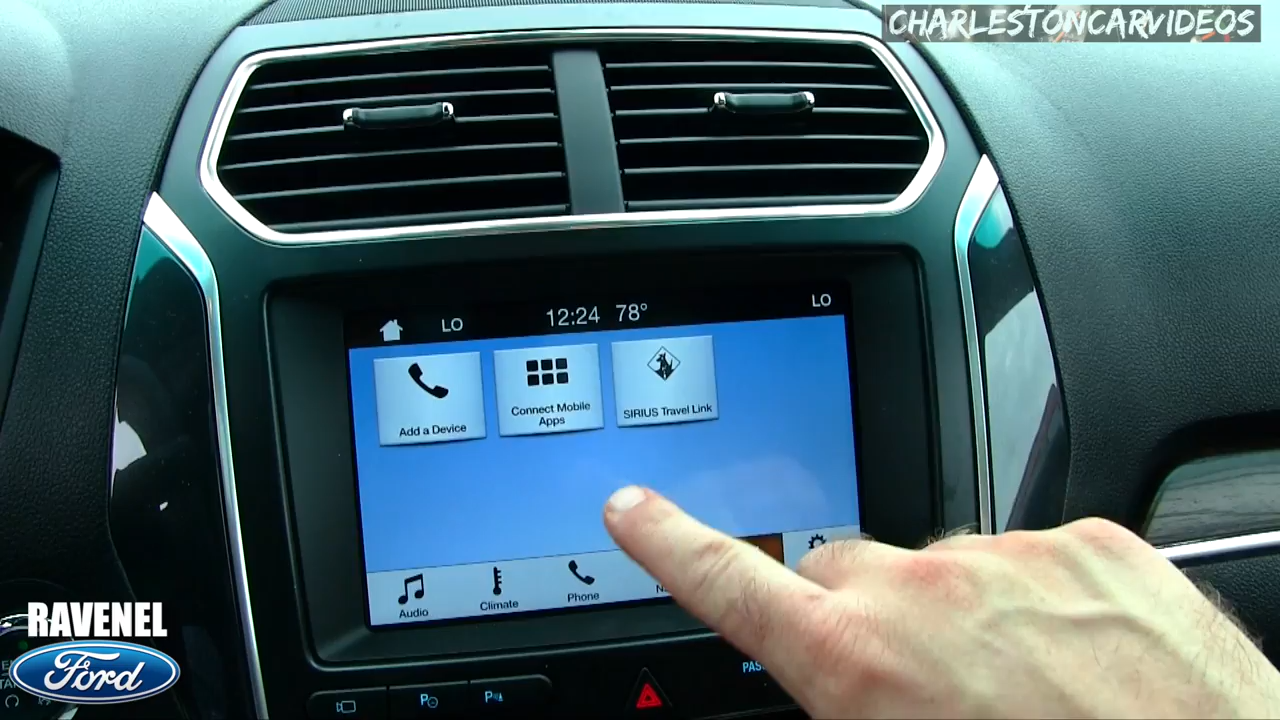 CHARLESTONCARVIDEOS
LO 12:24 78° LO
Add a Device
Connect Mobile
Apps
SIRIUS Travel Link
Audio
Climate
Phone
RAVENEL
Ford